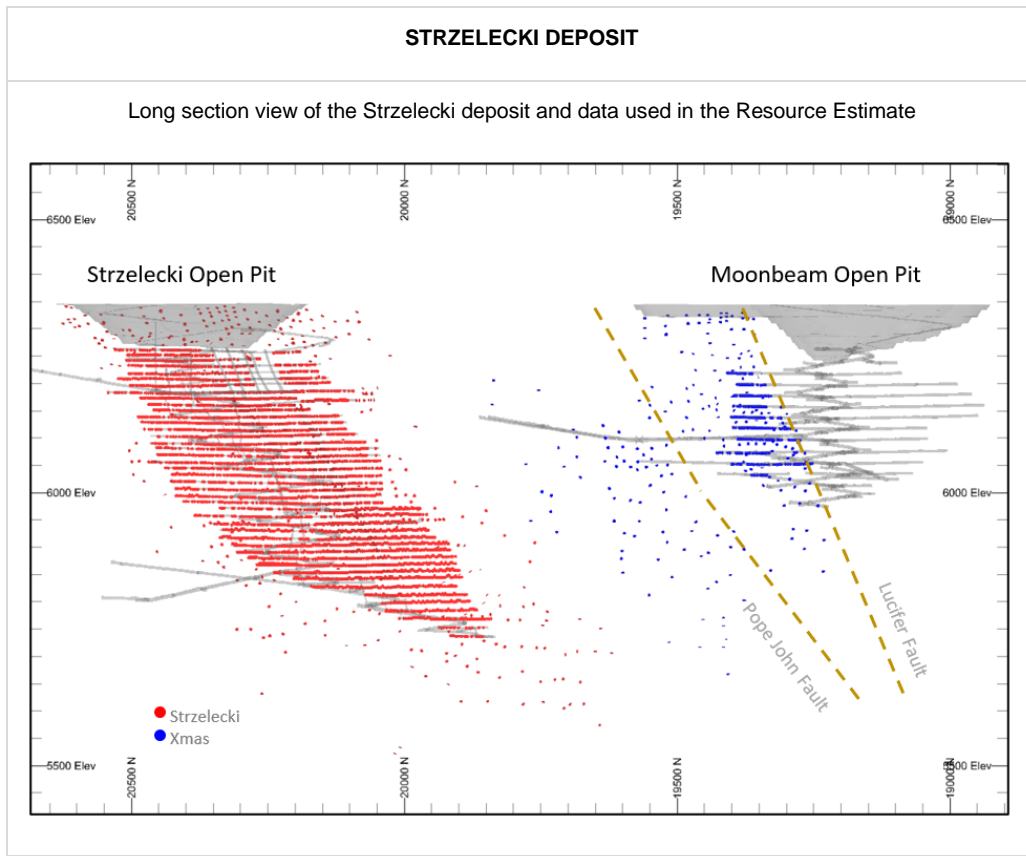 STRZELECKI DEPOSIT
Long section view of the Strzelecki deposit and data used in the Resource Estimate
20500 N
20000 N
19500 N
19000 N
6500 Elev
6500 Elev
Strzelecki Open Pit
Moonbeam Open Pit
6000 Elev
6000 Elev
Lucifer Fault
Pope John Fault
Strzelecki
Xmas
5500 Elev
5500 Elev
20500 N
20000 N
19500 N
19000 N